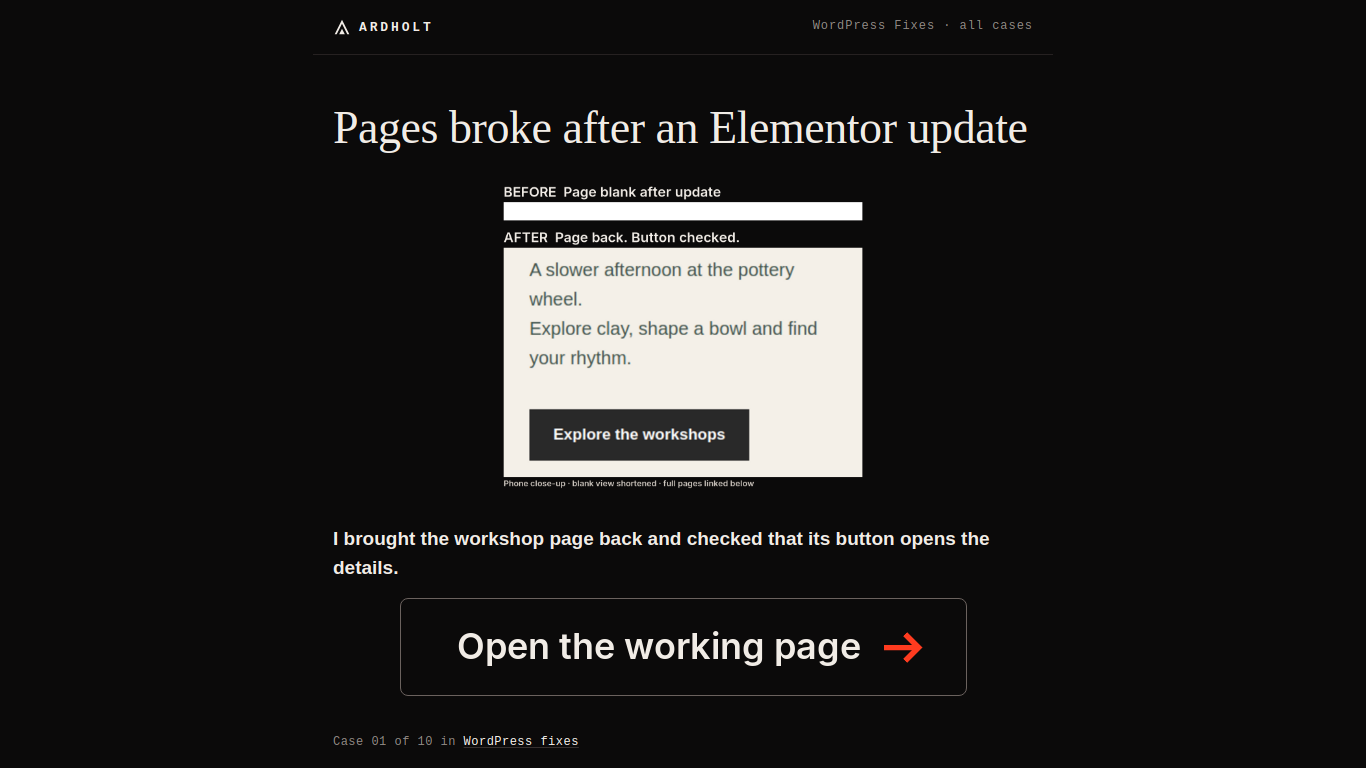 ARDHOLT
WordPress Fixes · all cases
Pages broke after an Elementor update
BEFORE Page blank after update
AFTER Page back. Button checked.
A slower afternoon at the pottery
wheel.
Explore clay, shape a bowl and find
your rhythm.
Explore the workshops
Phone close-up · blank view shortened · full pages linked below
I brought the workshop page back and checked that its button opens the
details.
Open the working page →
Case 01 of 10 in WordPress fixes